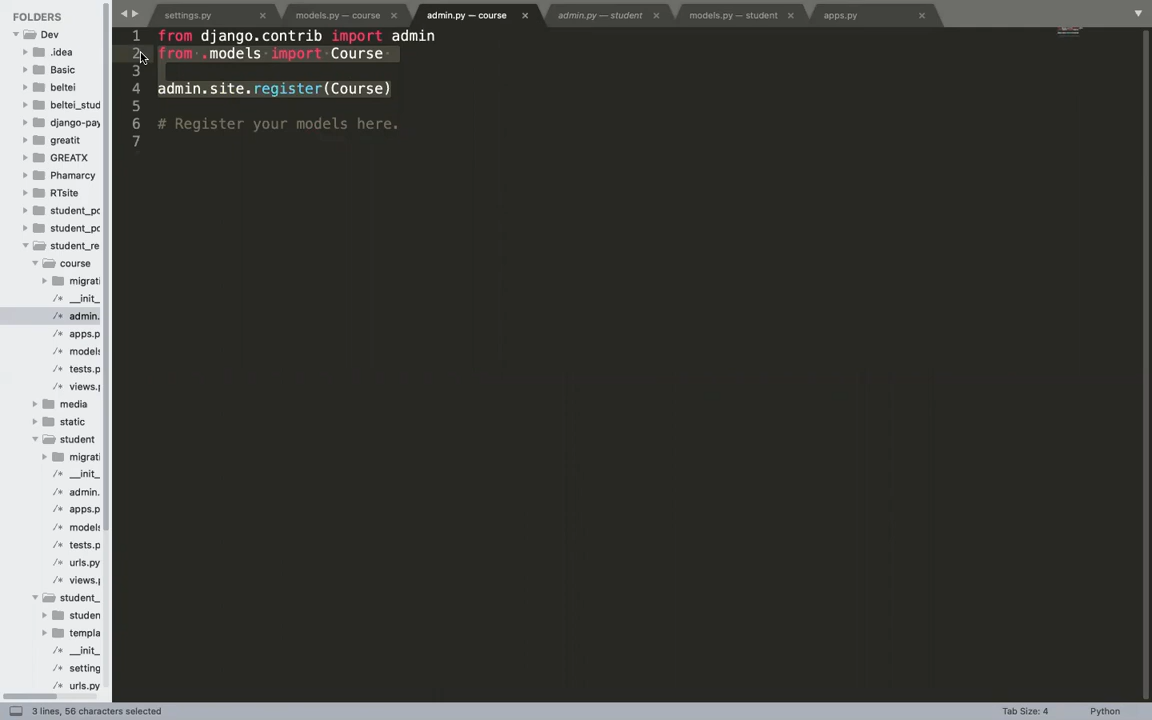 FOLDERS
Dev
.idea
Basic
beltei
beltei_stud
django-pay
greatit
GREATX
Phamarcy
RTsite
student_po
student_po
student_re
course
migrati
__init_
admin.
apps.p
models
tests.p
views.p
media
static
student
migrati
__init_
admin.
apps.p
models
tests.p
urls.py
views.p
student_
studen
templa
__init_
setting
urls.py
settings.py
models.py — course
admin.py — course
admin.py — student
models.py — student
apps.py
1 from django.contrib import admin
2 from .models import Course
3
4 admin.site.register(Course)
5
6 # Register your models here.
7
3 lines, 56 characters selected
Tab Size: 4
Python